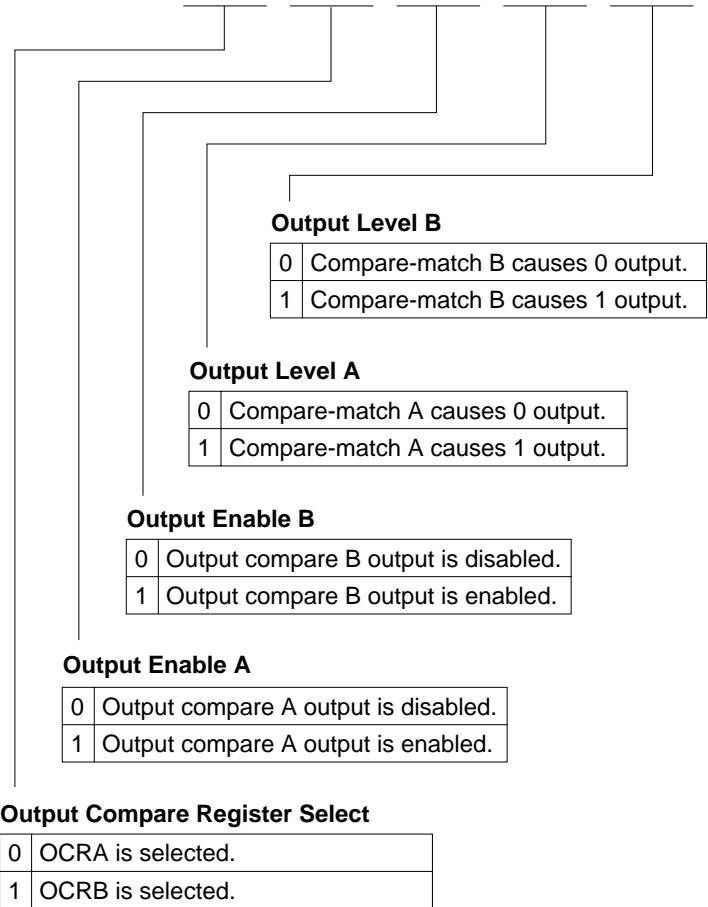 Output Level B
0 Compare-match B causes 0 output.
1 Compare-match B causes 1 output.
Output Level A
0 Compare-match A causes 0 output.
1 Compare-match A causes 1 output.
Output Enable B
0 Output compare B output is disabled.
1 Output compare B output is enabled.
Output Enable A
0 Output compare A output is disabled.
1 Output compare A output is enabled.
Output Compare Register Select
0 OCRA is selected.
1 OCRB is selected.